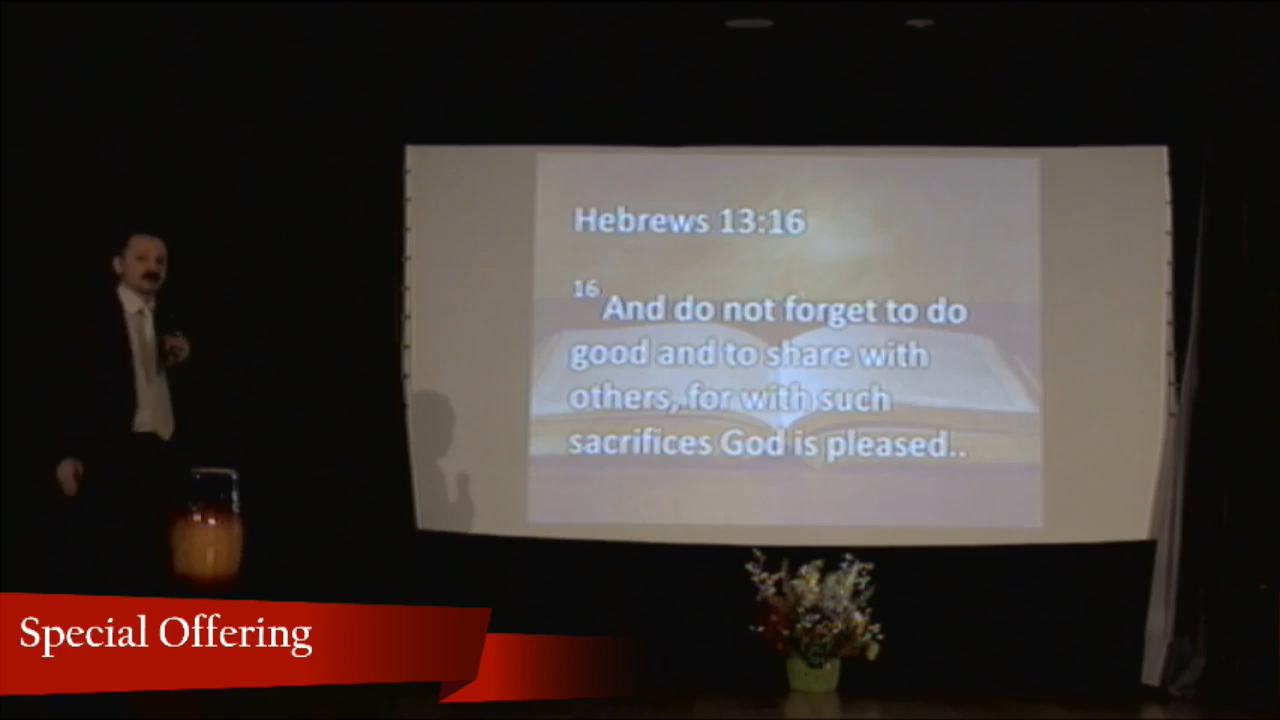 Hebrews 13:16
16 And do not forget to do
good and to share with
others, for with such
sacrifices God is pleased..
Special Offering